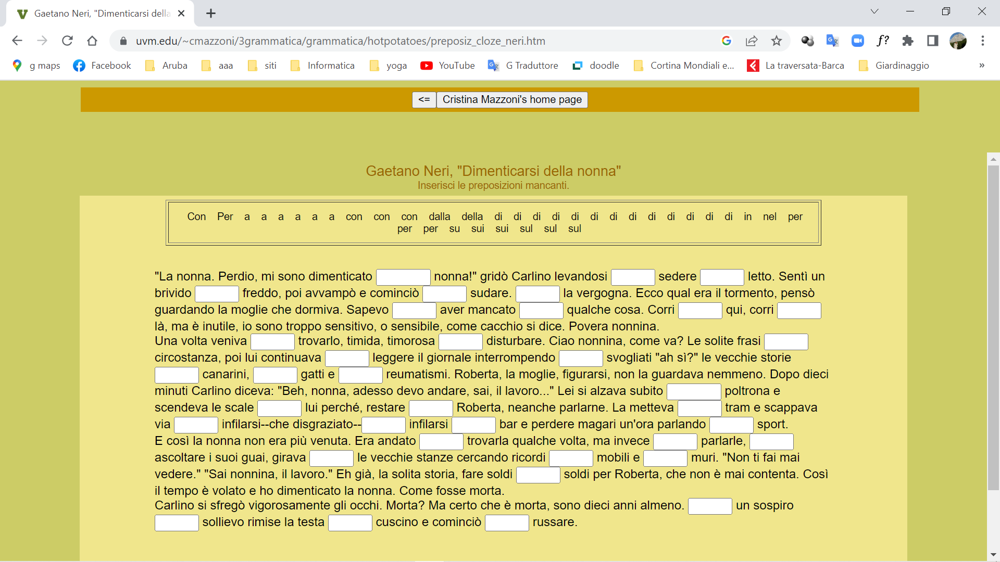 Gaetano Neri, "Dimenticarsi della
uvm.edu/~cmazzoni/3grammatica/grammatica/hotpotatoes/preposiz_cloze_neri.htm
f?
g maps Facebook Aruba aaa siti Informatica yoga YouTube G Traduttore doodle Cortina Mondiali e... La traversata-Barca Giardinaggio »
<= Cristina Mazzoni's home page
Gaetano Neri, "Dimenticarsi della nonna"
Inserisci le preposizioni mancanti.
Con Per a a a a a a con con con dalla della di di di di di di di di di di di di di in nel per
per per su sui sui sul sul sul
"La nonna. Perdio, mi sono dimenticato nonna!" gridò Carlino levandosi sedere letto. Sentì un
brivido freddo, poi avvampò e cominciò sudare. la vergogna. Ecco qual era il tormento, pensò
guardando la moglie che dormiva. Sapevo aver mancato qualche cosa. Corri qui, corri
là, ma è inutile, io sono troppo sensitivo, o sensibile, come cacchio si dice. Povera nonnina.
Una volta veniva trovarlo, timida, timorosa disturbare. Ciao nonnina, come va? Le solite frasi
circostanza, poi lui continuava leggere il giornale interrompendo svogliati "ah sì?" le vecchie storie
canarini, gatti e reumatismi. Roberta, la moglie, figurarsi, non la guardava nemmeno. Dopo dieci
minuti Carlino diceva: "Beh, nonna, adesso devo andare, sai, il lavoro..." Lei si alzava subito poltrona e
scendeva le scale lui perché, restare Roberta, neanche parlarne. La metteva tram e scappava
via infilarsi--che disgraziato-- infilarsi bar e perdere magari un'ora parlando sport.
E così la nonna non era più venuta. Era andato trovarla qualche volta, ma invece parlarle,
ascoltare i suoi guai, girava le vecchie stanze cercando ricordi mobili e muri. "Non ti fai mai
vedere." "Sai nonnina, il lavoro." Eh già, la solita storia, fare soldi soldi per Roberta, che non è mai contenta. Così
il tempo è volato e ho dimenticato la nonna. Come fosse morta.
Carlino si sfregò vigorosamente gli occhi. Morta? Ma certo che è morta, sono dieci anni almeno. un sospiro
sollievo rimise la testa cuscino e cominciò russare.